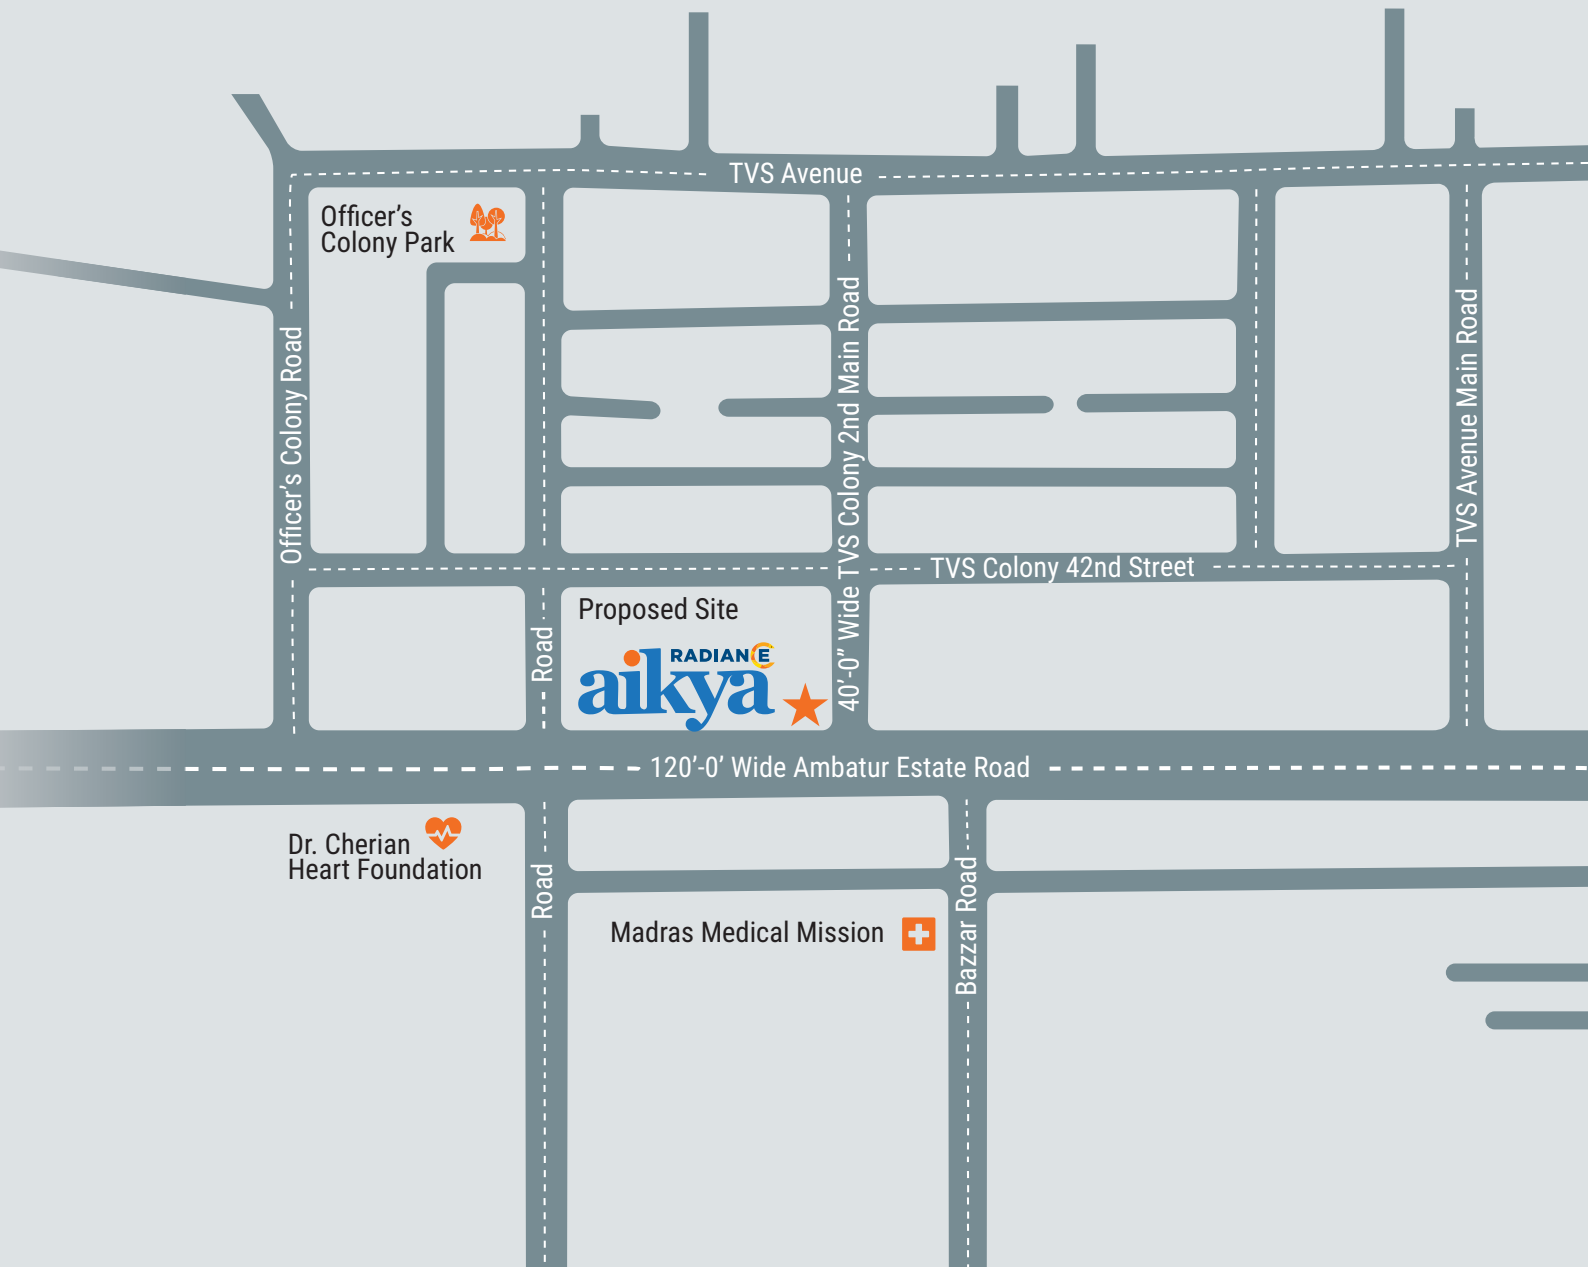 TVS Avenue
Officer's
Colony Park
Officer's Colony Road
40'-0" Wide TVS Colony 2nd Main Road
TVS Avenue Main Road
TVS Colony 42nd Street
Proposed Site
RADIANCE
aikya
Road
120'-0' Wide Ambatur Estate Road
Dr. Cherian
Heart Foundation
Road
Madras Medical Mission
Bazzar Road